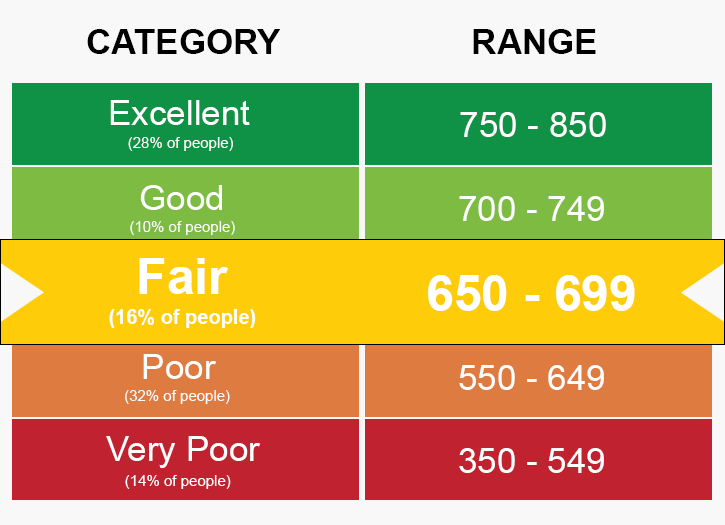 CATEGORY RANGE
Excellent
(28% of people)
750 - 850
Good
(10% of people)
700 - 749
Fair
(16% of people)
650 - 699
Poor
(32% of people)
550 - 649
Very Poor
(14% of people)
350 - 549